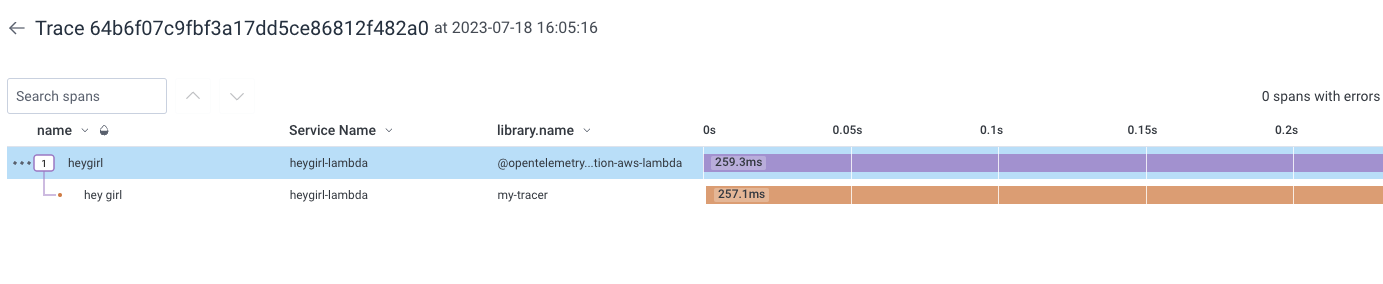 Trace 64b6f07c9fbf3a17dd5ce86812f482a0 at 2023-07-18 16:05:16
Search spans
0 spans with errors
name Service Name library.name 0s 0.05s 0.1s 0.15s 0.2s
1 heygirl heygirl-lambda @opentelemetry...tion-aws-lambda 259.3ms
hey girl heygirl-lambda my-tracer 257.1ms